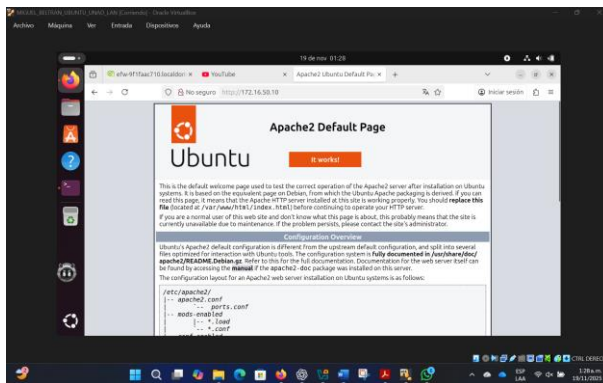 MIGUEL_BELTRAN_UBUNTU_UNAD_LAN [Corriendo] - Oracle VirtualBox
Archivo Máquina Ver Entrada Dispositivos Ayuda
19 de nov 01:28
YouTube
Apache2 Ubuntu Default Pa
No seguro http://172.16.50.10
Iniciar sesión
Apache2 Default Page
Ubuntu
It works!
This is the default welcome page used to test the correct operation of the Apache2 server after installation on Ubuntu
systems. It is based on the equivalent page on Debian, from which the Ubuntu Apache packaging is derived. If you can
read this page, it means that the Apache HTTP server installed at this site is working properly. You should replace this
file (located at /var/www/html/index.html) before continuing to operate your HTTP server.
If you are a normal user of this web site and don't know what this page is about, this probably means that the site is
currently unavailable due to maintenance. If the problem persists, please contact the site's administrator.
Configuration Overview
Ubuntu's Apache2 default configuration is different from the upstream default configuration, and split into several
files optimized for interaction with Ubuntu tools. The configuration system is fully documented in /usr/share/doc/
apache2/README.Debian.gz. Refer to this for the full documentation. Documentation for the web server itself can
be found by accessing the manual if the apache2-doc package was installed on this server.
The configuration layout for an Apache2 web server installation on Ubuntu systems is as follows:
/etc/apache2/
|-- apache2.conf
|   `-- ports.conf
|-- mods-enabled
|   |-- *.load
|   `-- *.conf
CTRL DERECHA
ESP
LAA
1:28 a.m.
19/11/2025